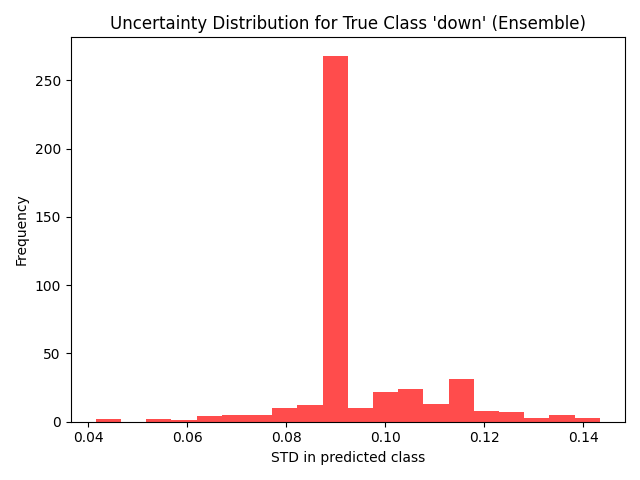 Uncertainty Distribution for True Class 'down' (Ensemble)
250
200
150
100
50
0
Frequency
0.04 0.06 0.08 0.10 0.12 0.14
STD in predicted class